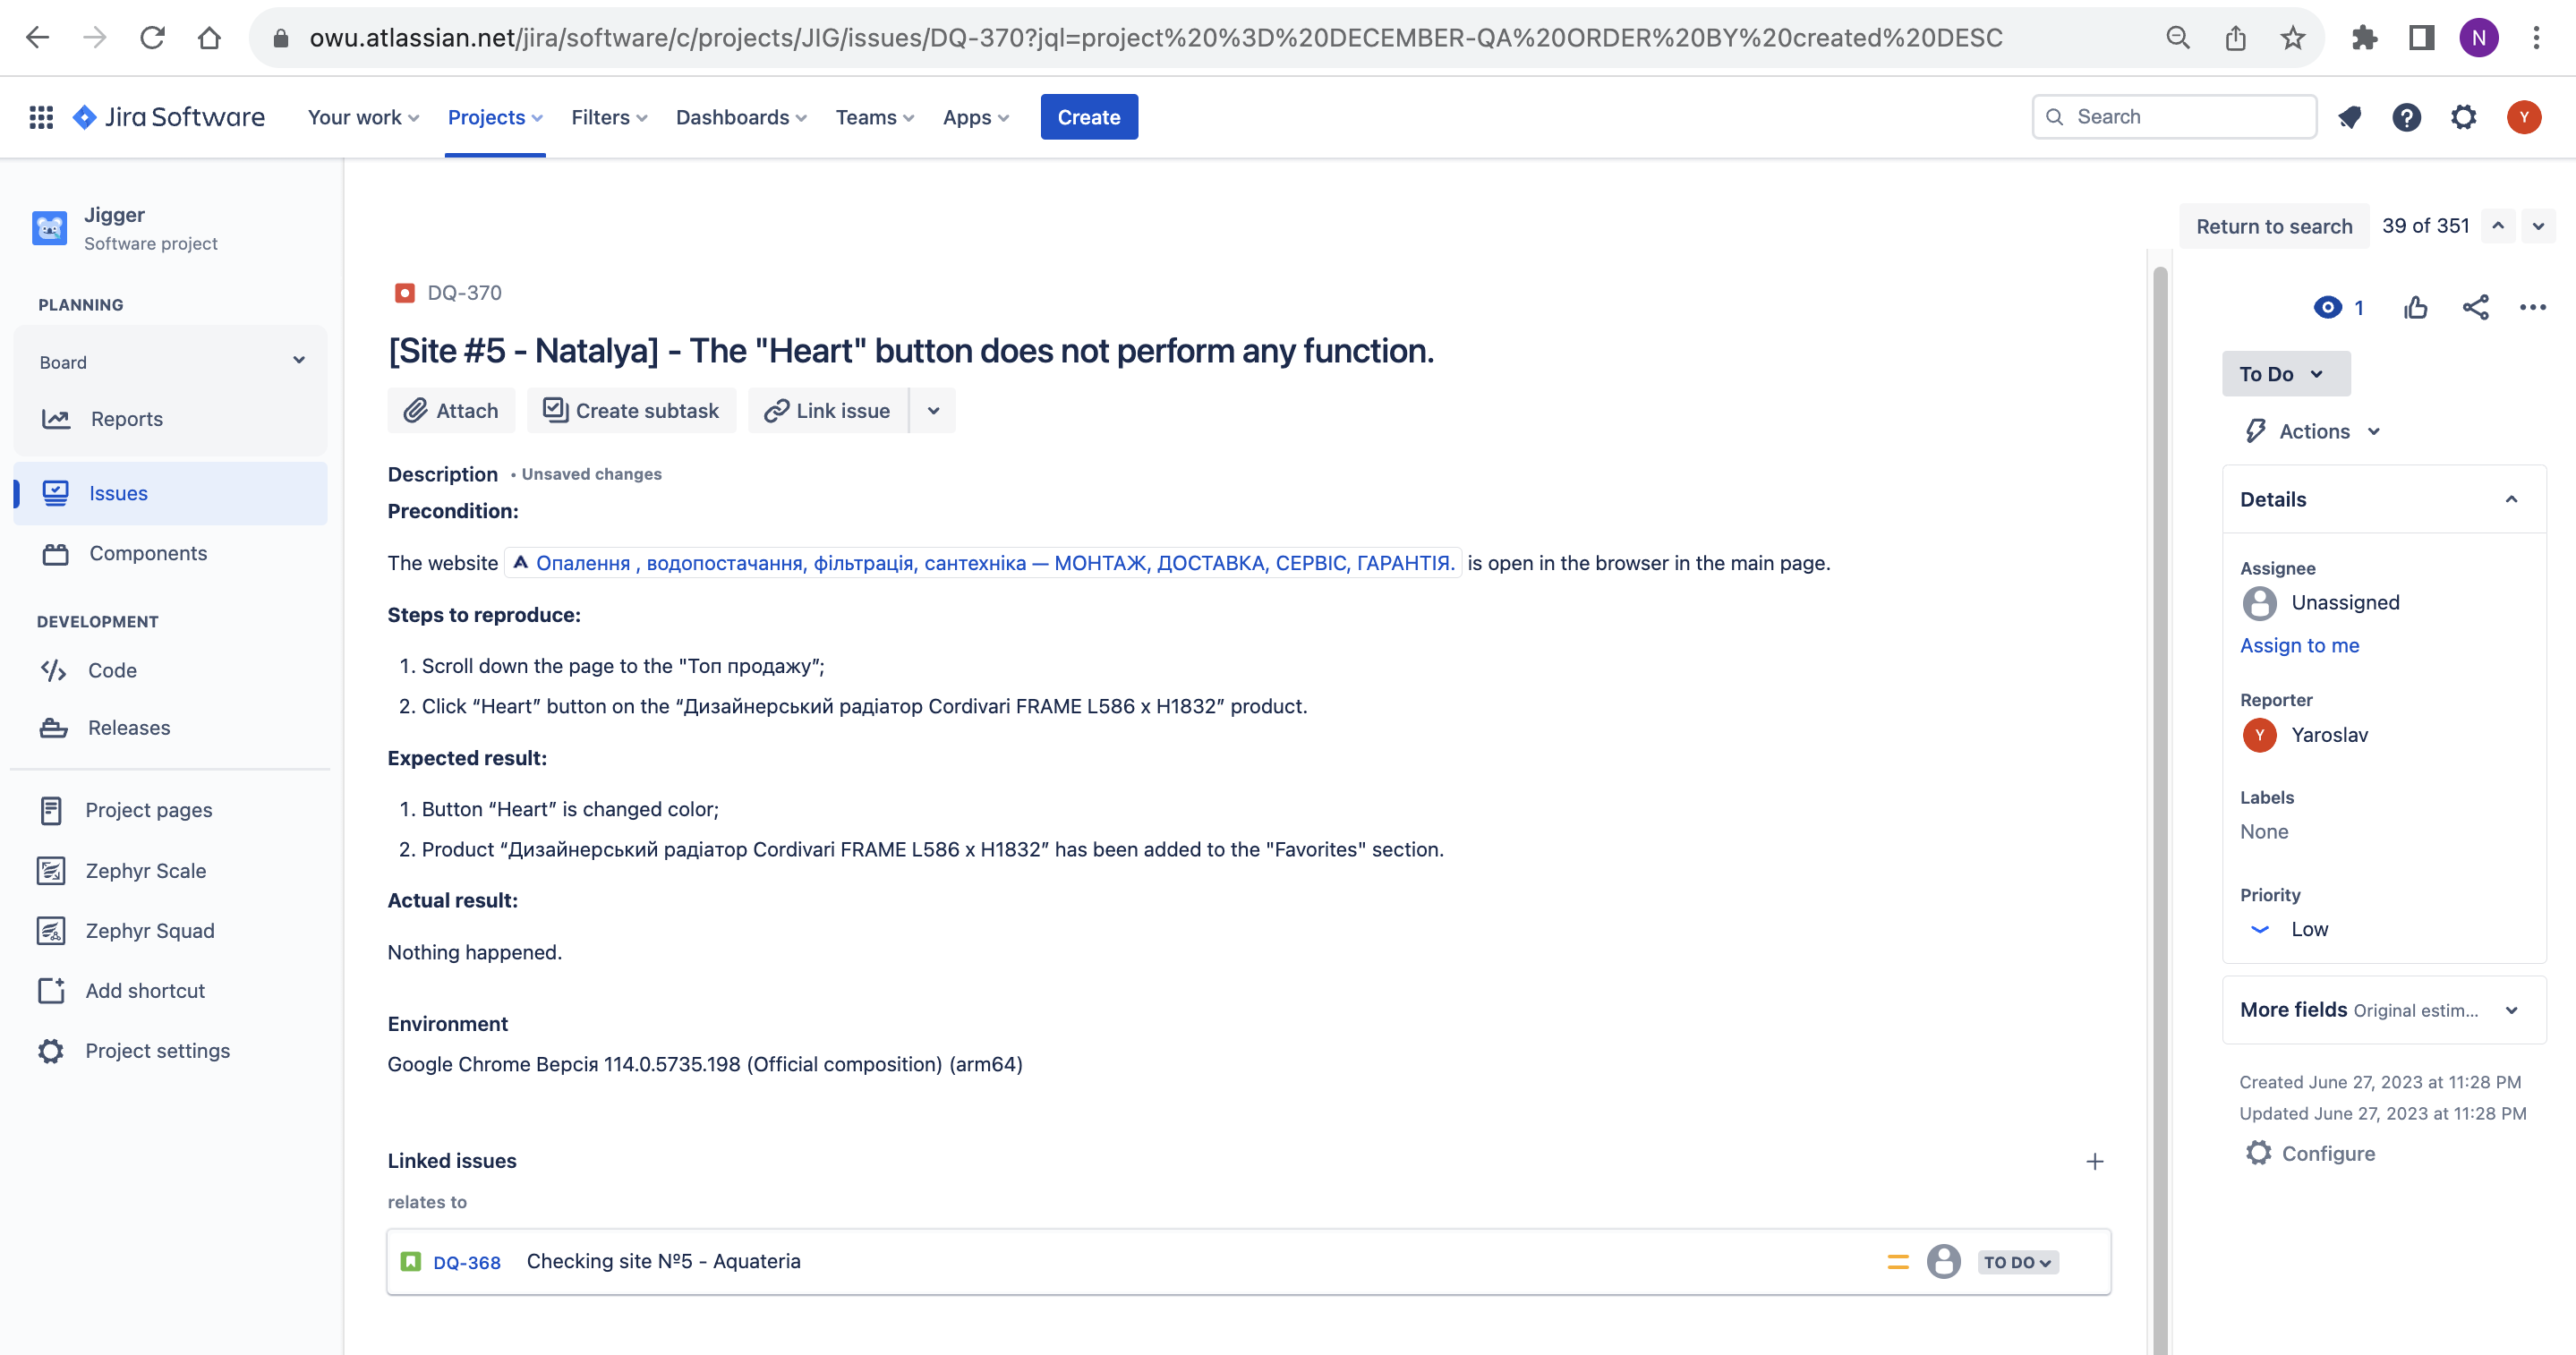 owu.atlassian.net/jira/software/c/projects/JIG/issues/DQ-370?jql=project%20%3D%20DECEMBER-QA%20ORDER%20BY%20created%20DESC
N
Jira Software
Your work
Projects
Filters
Dashboards
Teams
Apps
Create
Search
Y
Jigger
Software project
PLANNING
Board
Reports
Issues
Components
DEVELOPMENT
Code
Releases
Project pages
Zephyr Scale
Zephyr Squad
Add shortcut
Project settings
Return to search
39 of 351
DQ-370
[Site #5 - Natalya] - The "Heart" button does not perform any function.
Attach
Create subtask
Link issue
Description • Unsaved changes
Precondition:
The website Опалення , водопостачання, фільтрація, сантехніка — МОНТАЖ, ДОСТАВКА, СЕРВІС, ГАРАНТІЯ. is open in the browser in the main page.
Steps to reproduce:
1. Scroll down the page to the "Топ продажу”;
2. Click “Heart” button on the “Дизайнерський радіатор Cordivari FRAME L586 x H1832” product.
Expected result:
1. Button “Heart” is changed color;
2. Product “Дизайнерський радіатор Cordivari FRAME L586 x H1832” has been added to the "Favorites" section.
Actual result:
Nothing happened.
Environment
Google Chrome Версія 114.0.5735.198 (Official composition) (arm64)
Linked issues
relates to
DQ-368 Checking site №5 - Aquateria
TO DO
1
To Do
Actions
Details
Assignee
Unassigned
Assign to me
Reporter
Y Yaroslav
Labels
None
Priority
Low
More fields Original estim...
Created June 27, 2023 at 11:28 PM
Updated June 27, 2023 at 11:28 PM
Configure